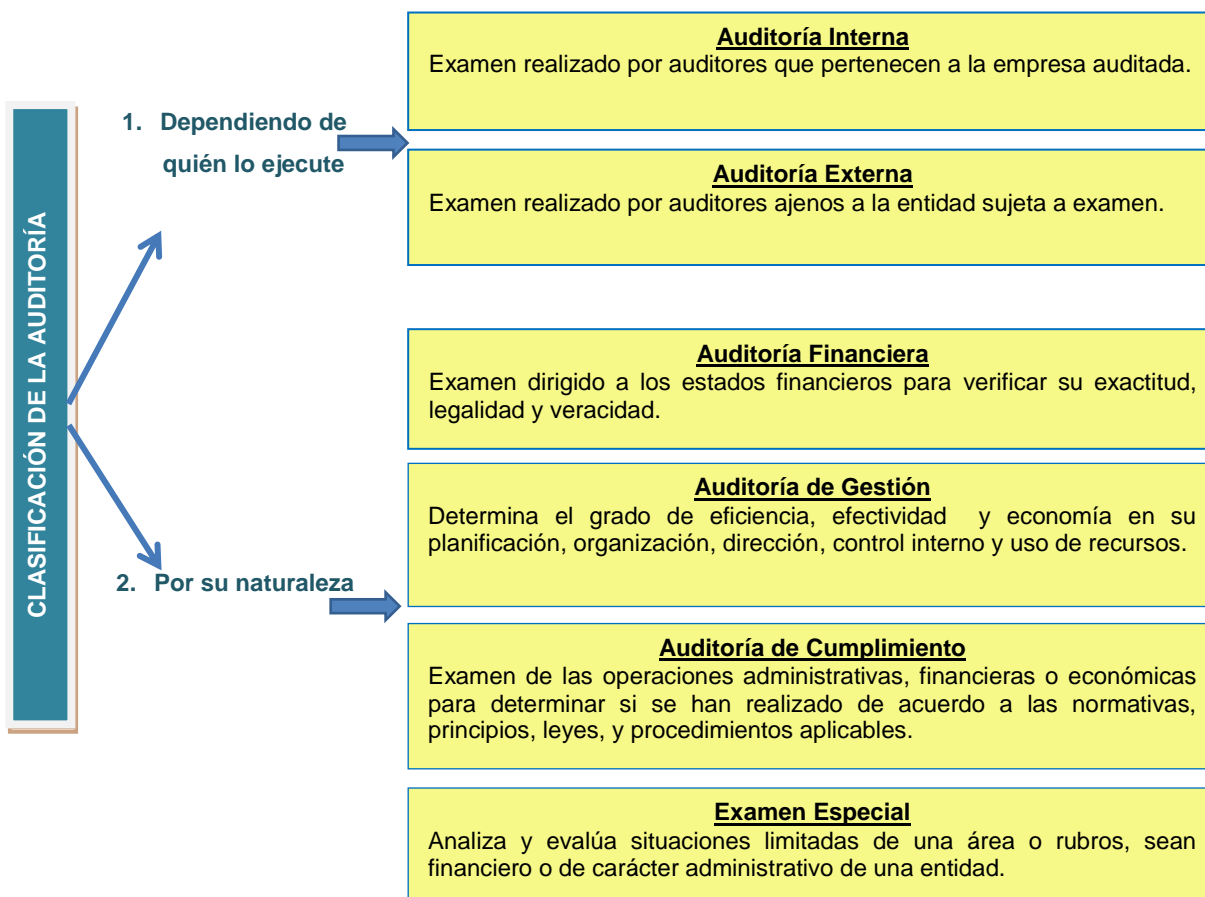 CLASIFICACIÓN DE LA AUDITORÍA
1. Dependiendo de
quién lo ejecute
Auditoría Interna
Examen realizado por auditores que pertenecen a la empresa auditada.
Auditoría Externa
Examen realizado por auditores ajenos a la entidad sujeta a examen.
2. Por su naturaleza
Auditoría Financiera
Examen dirigido a los estados financieros para verificar su exactitud,
legalidad y veracidad.
Auditoría de Gestión
Determina el grado de eficiencia, efectividad y economía en su
planificación, organización, dirección, control interno y uso de recursos.
Auditoría de Cumplimiento
Examen de las operaciones administrativas, financieras o económicas
para determinar si se han realizado de acuerdo a las normativas,
principios, leyes, y procedimientos aplicables.
Examen Especial
Analiza y evalúa situaciones limitadas de una área o rubros, sean
financiero o de carácter administrativo de una entidad.